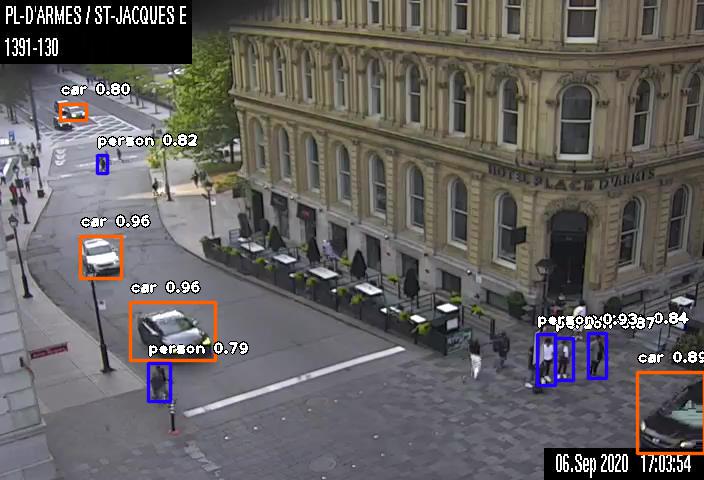 PL-D'ARMES / ST-JACQUES E
1391-130
car 0.80
person 0.82
car 0.96
car 0.96
person 0.79
person 0.93
0.87
0.84
car 0.89
HOTEL PLACE D'ARMES
06.Sep 2020 17:03:54